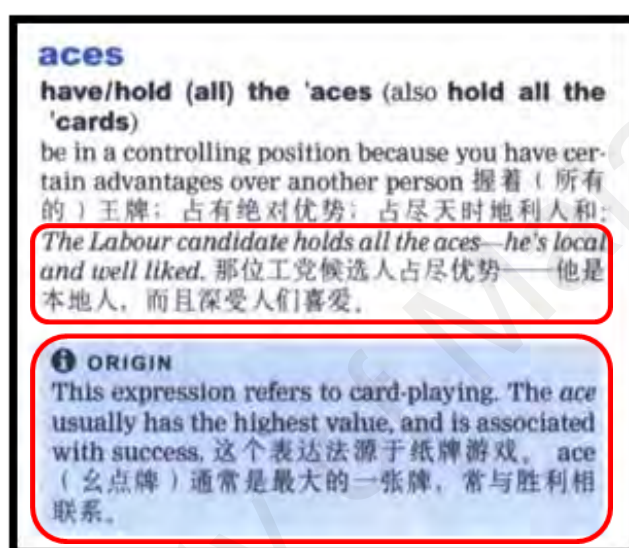 aces
have/hold (all) the 'aces (also hold all the
'cards)
be in a controlling position because you have cer-
tain advantages over another person 握着（所有
的）王牌；占有绝对优势；占尽天时地利人和：
The Labour candidate holds all the aces—he's local
and well liked. 那位工党候选人占尽优势——他是
本地人，而且深受人们喜爱。
ORIGIN
This expression refers to card-playing. The ace
usually has the highest value, and is associated
with success. 这个表达法源于纸牌游戏。ace
（幺点牌）通常是最大的一张牌，常与胜利相
联系。